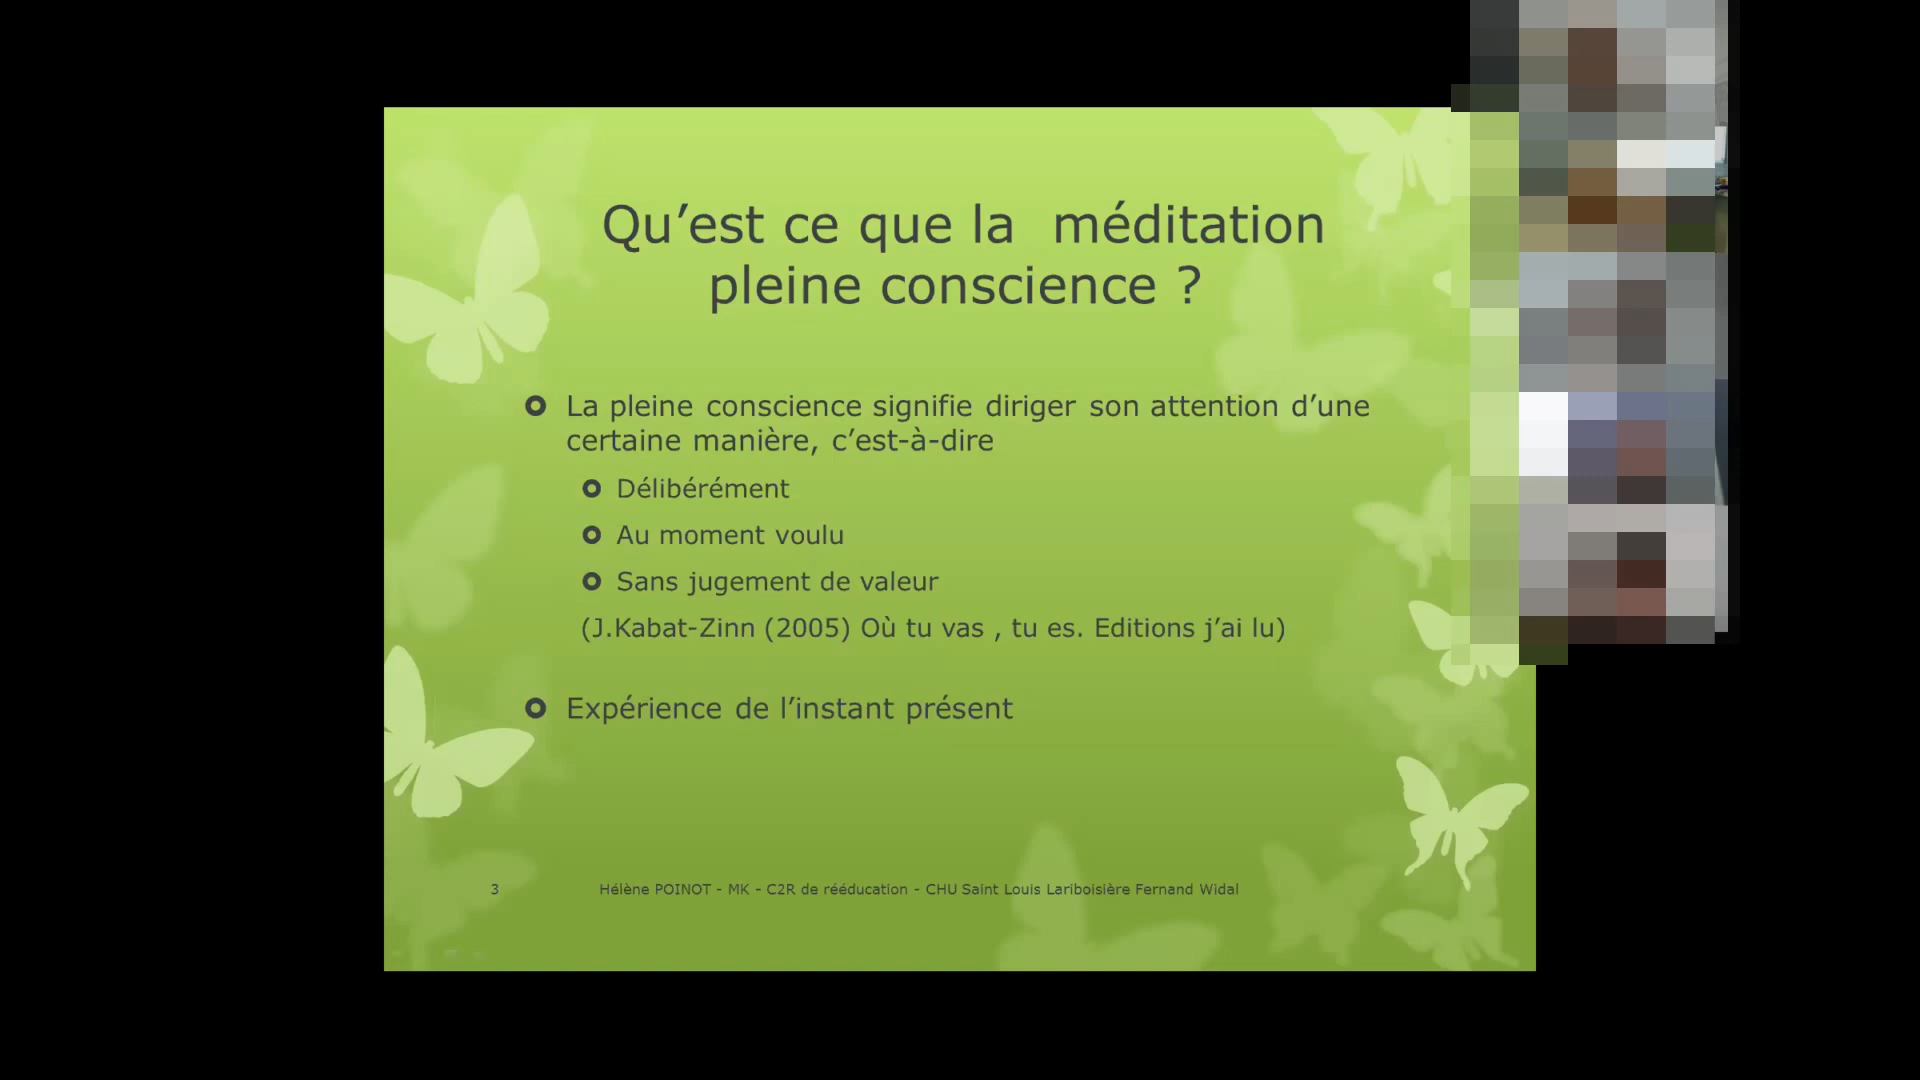 Qu’est ce que la  méditation
pleine conscience ?
La pleine conscience signifie diriger son attention d’une
certaine manière, c’est-à-dire
Délibérément
Au moment voulu
Sans jugement de valeur
(J.Kabat-Zinn (2005) Où tu vas , tu es. Editions j’ai lu)
Expérience de l’instant présent
3
Hélène POINOT - MK - C2R de rééducation - CHU Saint Louis Lariboisière Fernand Widal